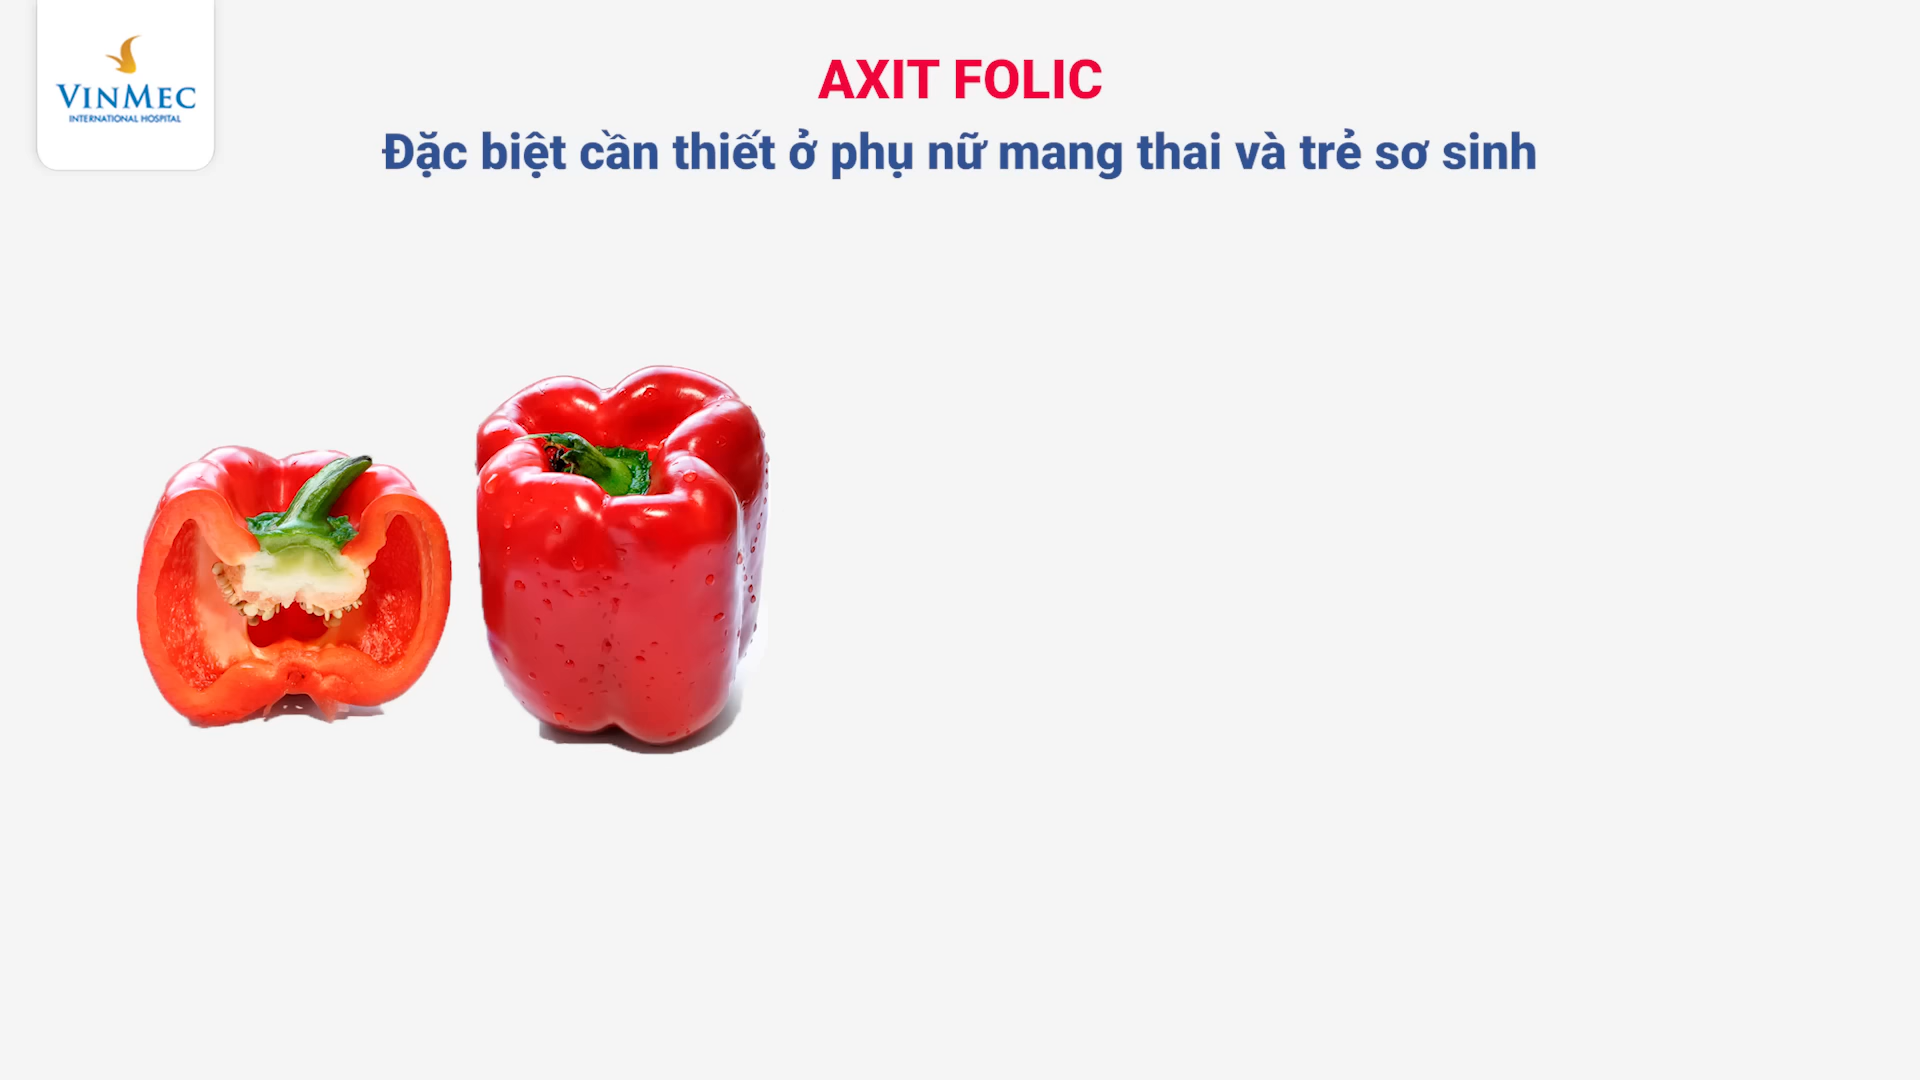 VINMEC
INTERNATIONAL HOSPITAL
AXIT FOLIC
Đặc biệt cần thiết ở phụ nữ mang thai và trẻ sơ sinh